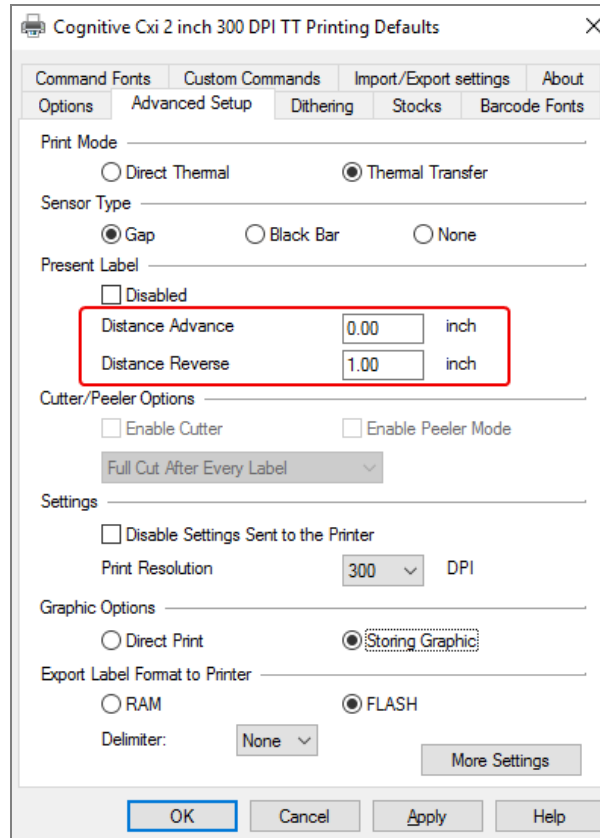 Cognitive Cxi 2 inch 300 DPI TT Printing Defaults
Command Fonts Custom Commands Import/Export settings About
Options Advanced Setup Dithering Stocks Barcode Fonts
Print Mode
Direct Thermal Thermal Transfer
Sensor Type
Gap Black Bar None
Present Label
Disabled
Distance Advance 0.00 inch
Distance Reverse 1.00 inch
Cutter/Peeler Options
Enable Cutter Enable Peeler Mode
Full Cut After Every Label
Settings
Disable Settings Sent to the Printer
Print Resolution 300 DPI
Graphic Options
Direct Print Storing Graphic
Export Label Format to Printer
RAM FLASH
Delimiter: None
More Settings
OK Cancel Apply Help